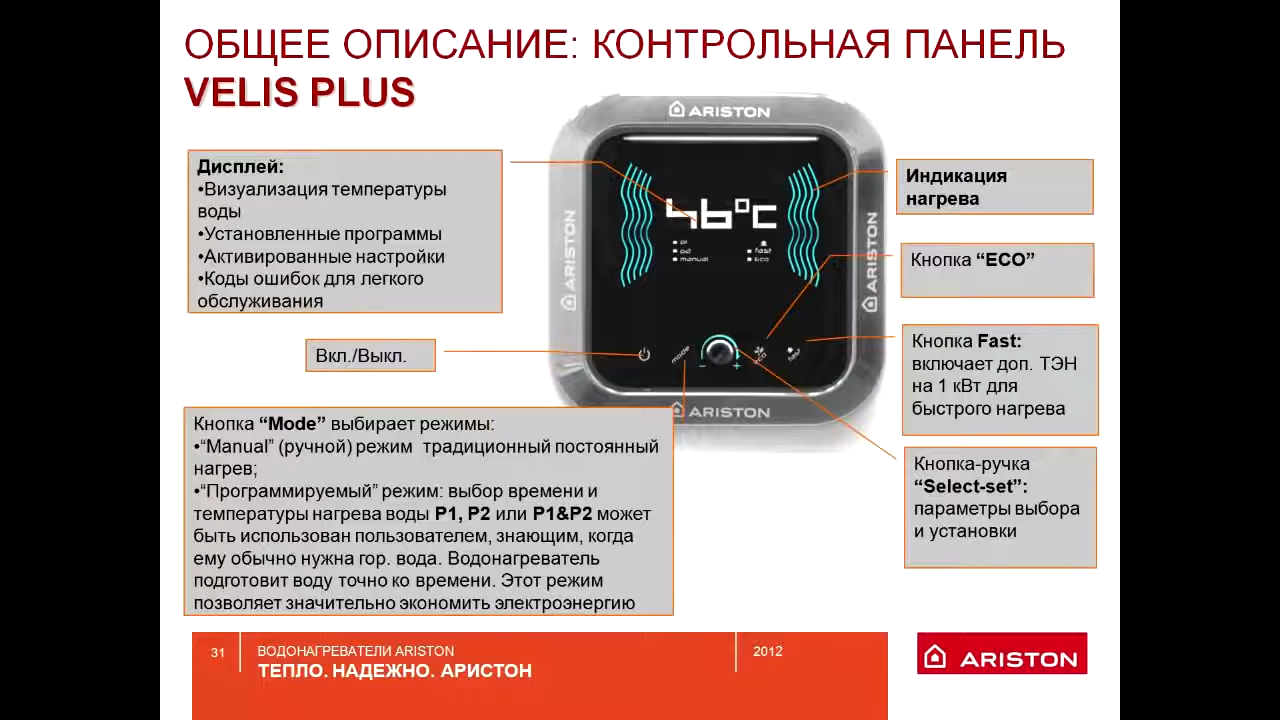 ОБЩЕЕ ОПИСАНИЕ: КОНТРОЛЬНАЯ ПАНЕЛЬ
VELIS PLUS
Дисплей:
•Визуализация температуры
воды
•Установленные программы
•Активированные настройки
•Коды ошибок для легкого
обслуживания
Вкл./Выкл.
Кнопка “Mode” выбирает режимы:
•“Manual” (ручной) режим традиционный постоянный
нагрев;
•“Программируемый” режим: выбор времени и
температуры нагрева воды P1, P2 или P1&P2 может
быть использован пользователем, знающим, когда
ему обычно нужна гор. вода. Водонагреватель
подготовит воду точно ко времени. Этот режим
позволяет значительно экономить электроэнергию
ARISTON
ARISTON
ARISTON
ARISTON
46°C
P1
P2
manual
fast
Eco
mode
- +
eco
fast
Индикация
нагрева
Кнопка “ECO”
Кнопка Fast:
включает доп. ТЭН
на 1 кВт для
быстрого нагрева
Кнопка-ручка
“Select-set”:
параметры выбора
и установки
31
ВОДОНАГРЕВАТЕЛИ ARISTON
ТЕПЛО. НАДЕЖНО. АРИСТОН
2012
ARISTON